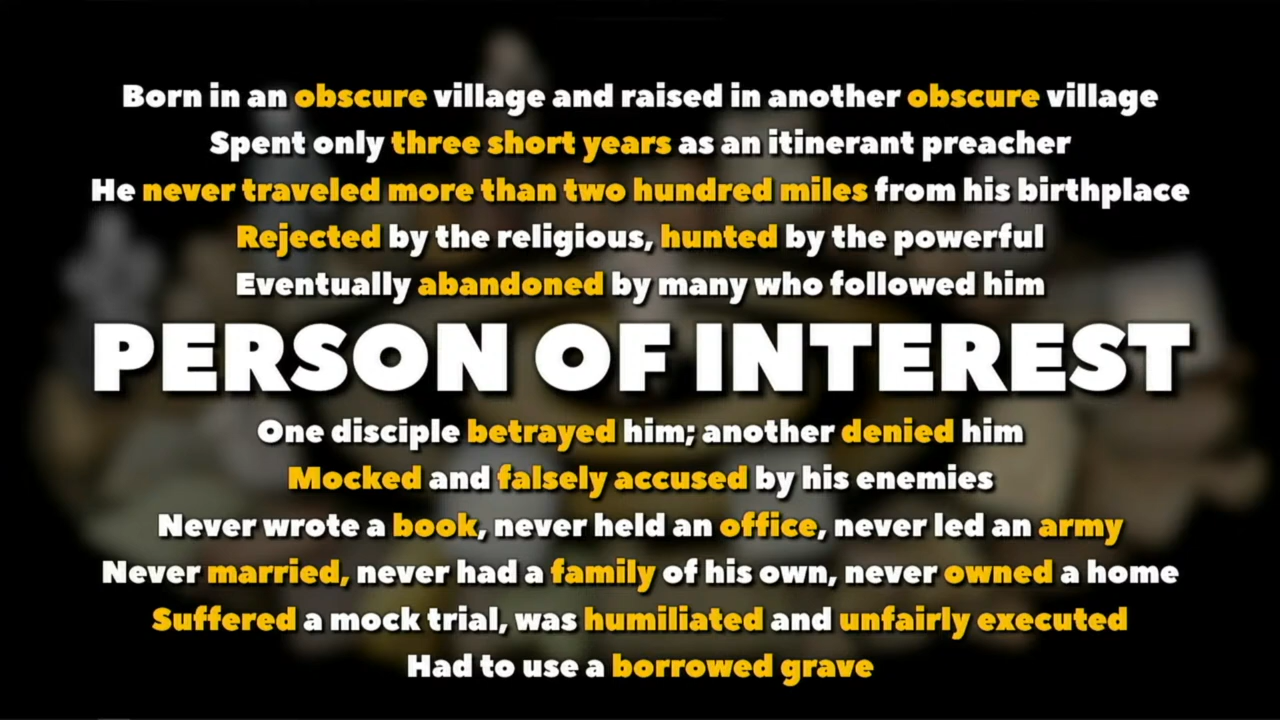 Born in an obscure village and raised in another obscure village
Spent only three short years as an itinerant preacher
He never traveled more than two hundred miles from his birthplace
Rejected by the religious, hunted by the powerful
Eventually abandoned by many who followed him
PERSON OF INTEREST
One disciple betrayed him; another denied him
Mocked and falsely accused by his enemies
Never wrote a book, never held an office, never led an army
Never married, never had a family of his own, never owned a home
Suffered a mock trial, was humiliated and unfairly executed
Had to use a borrowed grave